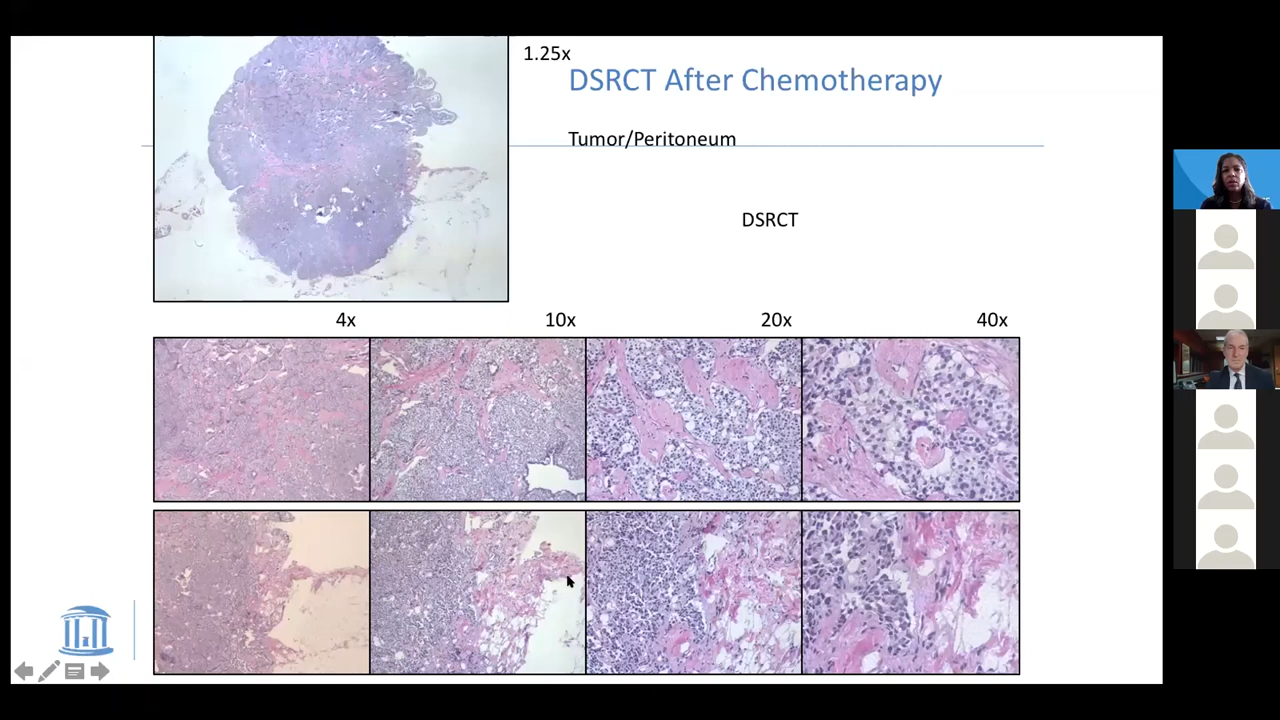 1.25x
DSRCT After Chemotherapy
Tumor/Peritoneum
DSRCT
4x 10x 20x 40x